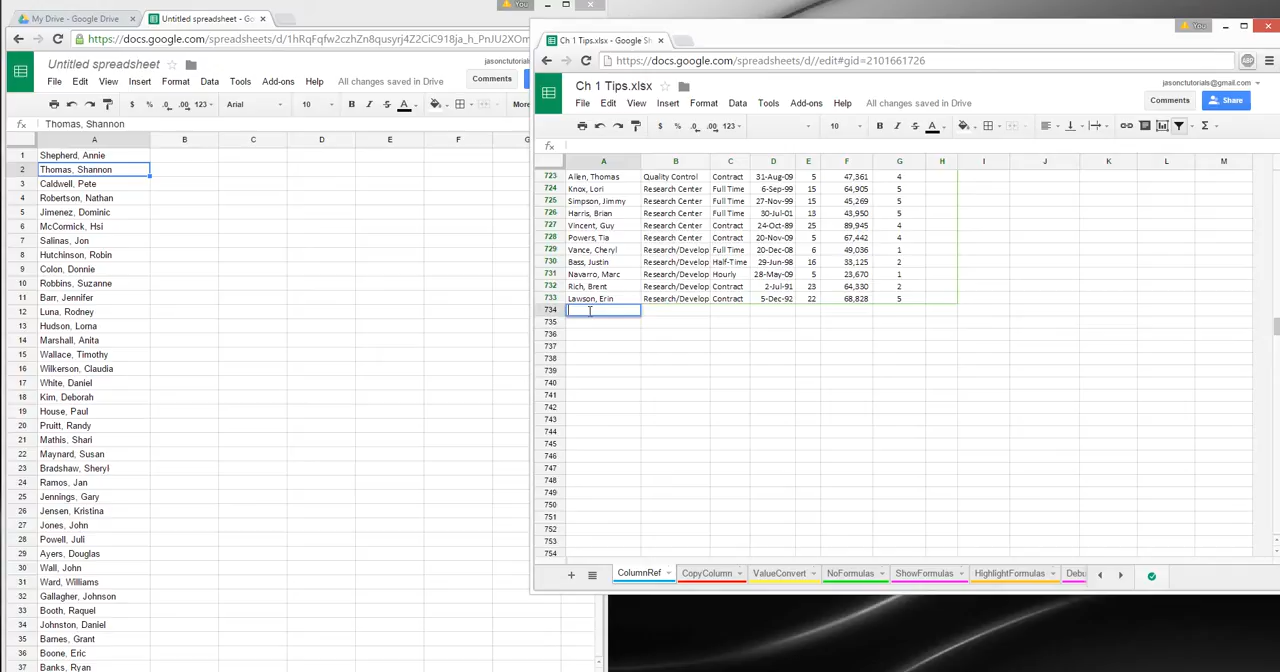 My Drive - Google Drive
Untitled spreadsheet - Go
You
https://docs.google.com/spreadsheets/d/1hRqFqfw2czhZn8qusyrj4Z2CiC918ja_h_
Untitled spreadsheet
jasonctutorials
File Edit View Insert Format Data Tools Add-ons Help All changes saved in Drive
Comments
$ % .0 .00 123 Arial 10 B I S A More
fx Thomas, Shannon
A B C D E F G
1 Shepherd, Annie
2 Thomas, Shannon
3 Caldwell, Pete
4 Robertson, Nathan
5 Jimenez, Dominic
6 McCormick, Hsi
7 Salinas, Jon
8 Hutchinson, Robin
9 Colon, Donnie
10 Robbins, Suzanne
11 Barr, Jennifer
12 Luna, Rodney
13 Hudson, Lorna
14 Marshall, Anita
15 Wallace, Timothy
16 Wilkerson, Claudia
17 White, Daniel
18 Kim, Deborah
19 House, Paul
20 Pruitt, Randy
21 Mathis, Shari
22 Maynard, Susan
23 Bradshaw, Sheryl
24 Ramos, Jan
25 Jennings, Gary
26 Jensen, Kristina
27 Jones, John
28 Powell, Juli
29 Ayers, Douglas
30 Wall, John
31 Ward, Williams
32 Gallagher, Johnson
33 Booth, Raquel
34 Johnston, Daniel
35 Barnes, Grant
36 Boone, Eric
37 Banks, Ryan
You
Ch 1 Tips.xlsx - Google Sh
https://docs.google.com/spreadsheets/d//edit#gid=2101661726
ABP
Ch 1 Tips.xlsx
jasonctutorials@gmail.com
File Edit View Insert Format Data Tools Add-ons Help All changes saved in Drive
Comments Share
$ % .0 .00 123 10 B I S A Σ
fx
A B C D E F G H I J K L M
723 Allen, Thomas Quality Control Contract 31-Aug-09 5 47,361 4
724 Knox, Lori Research Center Full Time 6-Sep-99 15 64,905 5
725 Simpson, Jimmy Research Center Full Time 27-Nov-99 15 45,269 5
726 Harris, Brian Research Center Full Time 30-Jul-01 13 43,950 5
727 Vincent, Guy Research Center Contract 24-Oct-89 25 89,945 4
728 Powers, Tia Research Center Contract 20-Nov-09 5 67,442 4
729 Vance, Cheryl Research/Develop Full Time 20-Dec-08 6 49,036 1
730 Bass, Justin Research/Develop Half-Time 29-Jun-98 16 33,125 2
731 Navarro, Marc Research/Develop Hourly 28-May-09 5 23,670 1
732 Rich, Brent Research/Develop Contract 2-Jul-91 23 64,330 2
733 Lawson, Erin Research/Develop Contract 5-Dec-92 22 68,828 5
734
735
736
737
738
739
740
741
742
743
744
745
746
747
748
749
750
751
752
753
754
ColumnRef CopyColumn ValueConvert NoFormulas ShowFormulas HighlightFormulas Debu